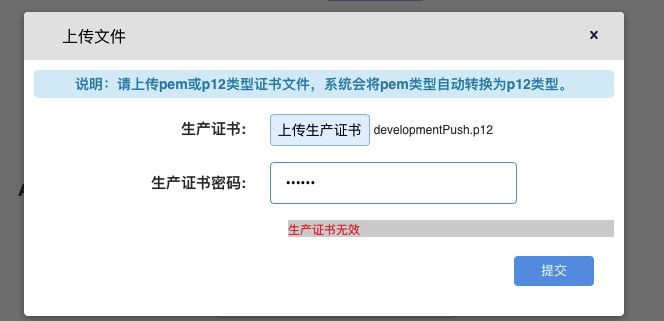 上传文件 x
说明：请上传pem或p12类型证书文件，系统会将pem类型自动转换为p12类型。
生产证书: 上传生产证书 developmentPush.p12
生产证书密码: ••••••
生产证书无效
提交